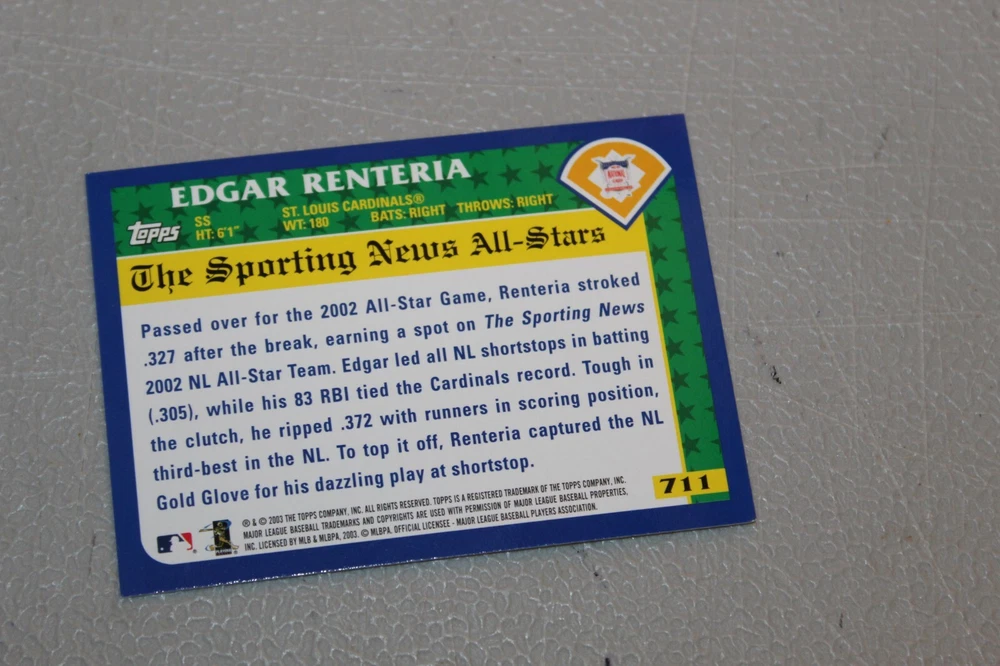 EDGAR RENTERIA
topps
SS ST. LOUIS CARDINALS®
HT: 6'1" WT: 180 BATS: RIGHT THROWS: RIGHT
The Sporting News All-Stars
Passed over for the 2002 All-Star Game, Renteria stroked
.327 after the break, earning a spot on The Sporting News
2002 NL All-Star Team. Edgar led all NL shortstops in batting
(.305), while his 83 RBI tied the Cardinals record. Tough in
the clutch, he ripped .372 with runners in scoring position,
third-best in the NL. To top it off, Renteria captured the NL
Gold Glove for his dazzling play at shortstop.
711
® & © 2003 THE TOPPS COMPANY, INC. ALL RIGHTS RESERVED. TOPPS IS A REGISTERED TRADEMARK OF THE TOPPS COMPANY, INC.
MAJOR LEAGUE BASEBALL TRADEMARKS AND COPYRIGHTS ARE USED WITH PERMISSION OF MAJOR LEAGUE BASEBALL PROPERTIES,
INC. LICENSED BY MLB & MLBPA, 2003. © MLBPA. OFFICIAL LICENSEE - MAJOR LEAGUE BASEBALL PLAYERS ASSOCIATION.